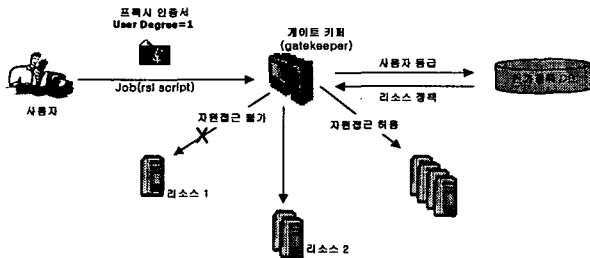 프록시 인증서
User Degree=1
게이트 키퍼
(gatekeeper)
사용자 등급
리소스 정책
Job(rsl script)
사용자
자원접근 불가
자원접근 허용
리소스 1
리소스 2